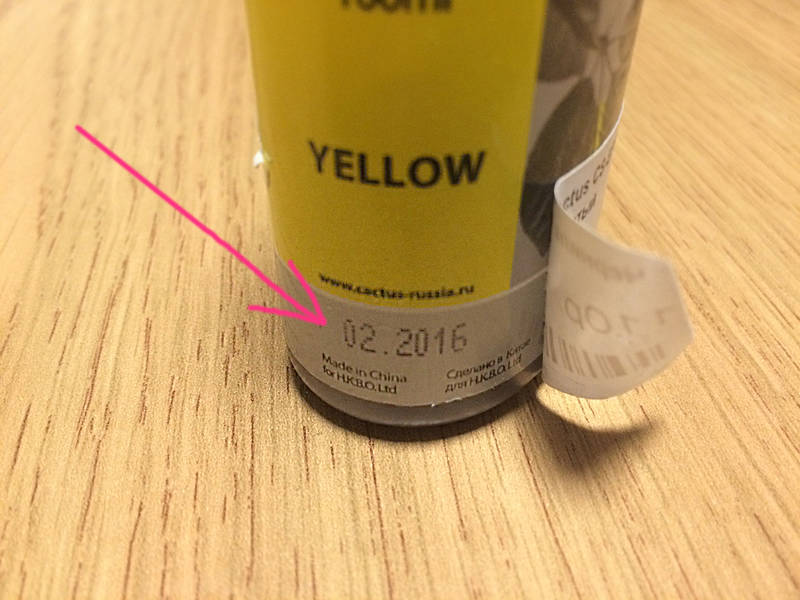 YELLOW
www.cactus-russia.ru
02.2016
Made in China
for H.K.B.O.Ltd
Сделано в Китае
для H.K.B.O.Ltd